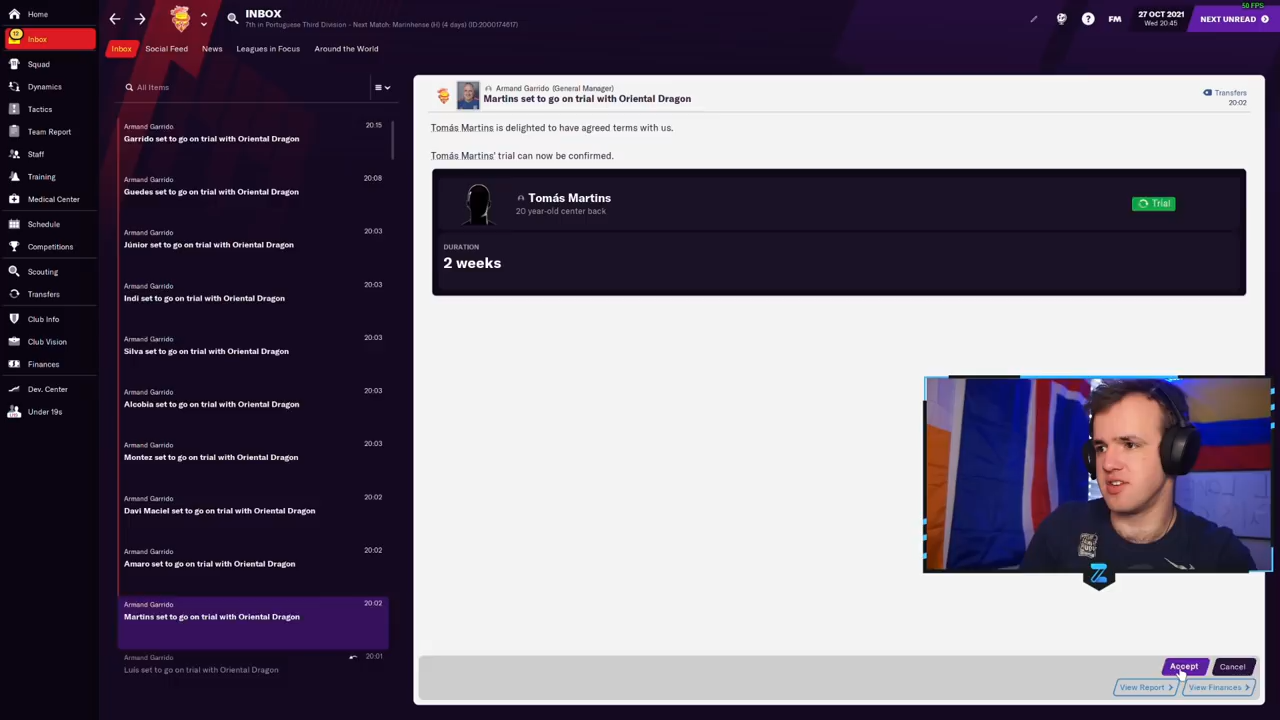 50 FPS
Home
INBOX
7th in Portuguese Third Division - Next Match: Marinhense (H) (4 days) (ID:2000174617)
FM
27 OCT 2021
Wed 20:45
NEXT UNREAD
12
Inbox
Inbox
Social Feed
News
Leagues in Focus
Around the World
Squad
Dynamics
Tactics
Team Report
Staff
Training
Medical Center
Schedule
Competitions
Scouting
Transfers
Club Info
Club Vision
Finances
Dev. Center
Under 19s
All Items
Armand Garrido 20.15
Garrido set to go on trial with Oriental Dragon
Armand Garrido 20:08
Guedes set to go on trial with Oriental Dragon
Armand Garrido 20:03
Júnior set to go on trial with Oriental Dragon
Armand Garrido 20:03
Indi set to go on trial with Oriental Dragon
Armand Garrido 20:03
Silva set to go on trial with Oriental Dragon
Armand Garrido 20:03
Alcobia set to go on trial with Oriental Dragon
Armand Garrido 20:03
Montez set to go on trial with Oriental Dragon
Armand Garrido 20:02
Davi Maciel set to go on trial with Oriental Dragon
Armand Garrido 20:02
Amaro set to go on trial with Oriental Dragon
Armand Garrido 20:02
Martins set to go on trial with Oriental Dragon
Armand Garrido 20:01
Luís set to go on trial with Oriental Dragon
Armand Garrido (General Manager)
Martins set to go on trial with Oriental Dragon
Transfers
20:02
Tomás Martins is delighted to have agreed terms with us.
Tomás Martins' trial can now be confirmed.
Tomás Martins
20 year-old center back
Trial
DURATION
2 weeks
Z
Accept
Cancel
View Report
View Finances